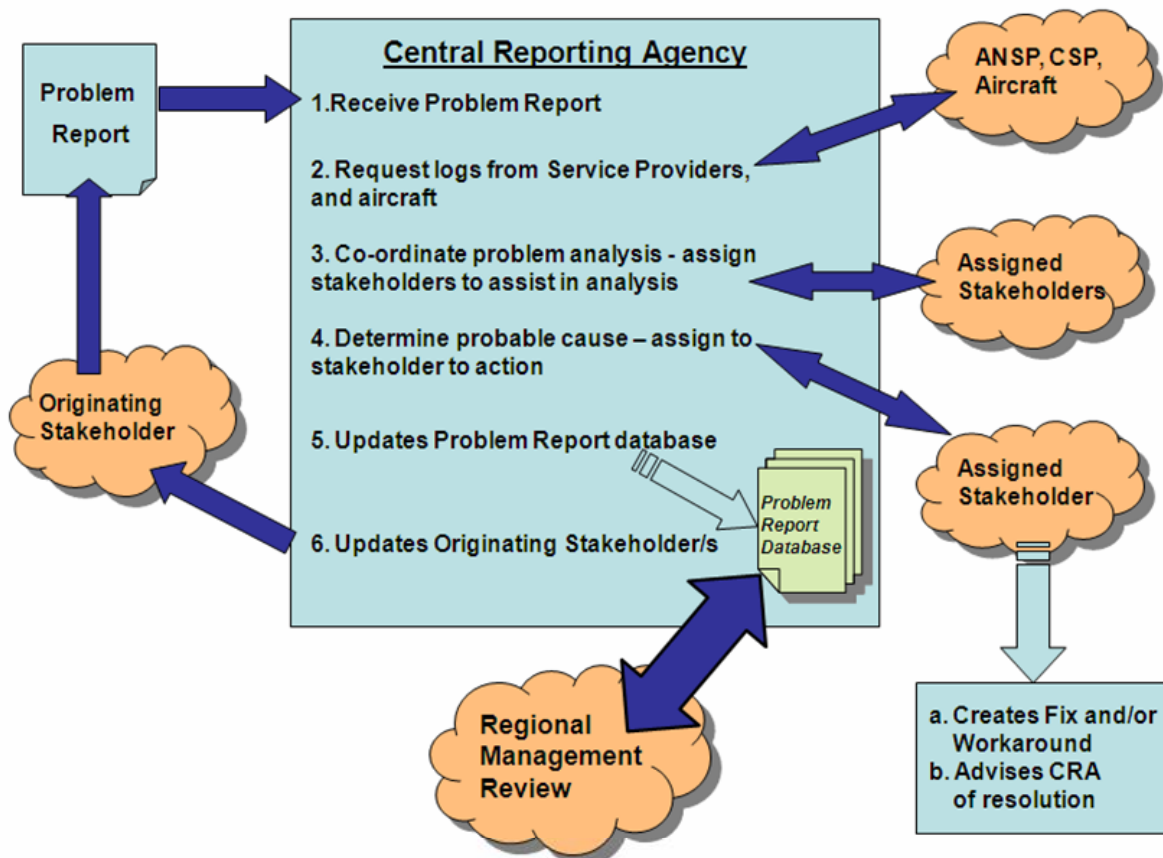 Problem
Report
Central Reporting Agency
1.Receive Problem Report
2. Request logs from Service Providers,
and aircraft
3. Co-ordinate problem analysis - assign
stakeholders to assist in analysis
4. Determine probable cause – assign to
stakeholder to action
5. Updates Problem Report database
6. Updates Originating Stakeholder/s
Problem
Report
Database
ANSP, CSP,
Aircraft
Assigned
Stakeholders
Assigned
Stakeholder
Originating
Stakeholder
Regional
Management
Review
a. Creates Fix and/or
Workaround
b. Advises CRA
of resolution